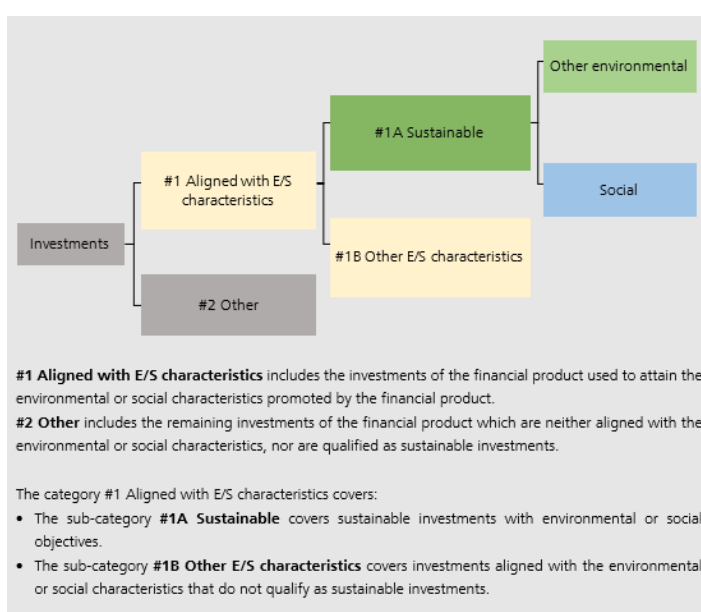 Other environmental
#1A Sustainable
#1 Aligned with E/S
characteristics
Social
Investments
#1B Other E/S characteristics
#2 Other
#1 Aligned with E/S characteristics includes the investments of the financial product used to attain the
environmental or social characteristics promoted by the financial product.
#2 Other includes the remaining investments of the financial product which are neither aligned with the
environmental or social characteristics, nor are qualified as sustainable investments.
The category #1 Aligned with E/S characteristics covers:
• The sub-category #1A Sustainable covers sustainable investments with environmental or social
objectives.
• The sub-category #1B Other E/S characteristics covers investments aligned with the environmental
or social characteristics that do not qualify as sustainable investments.